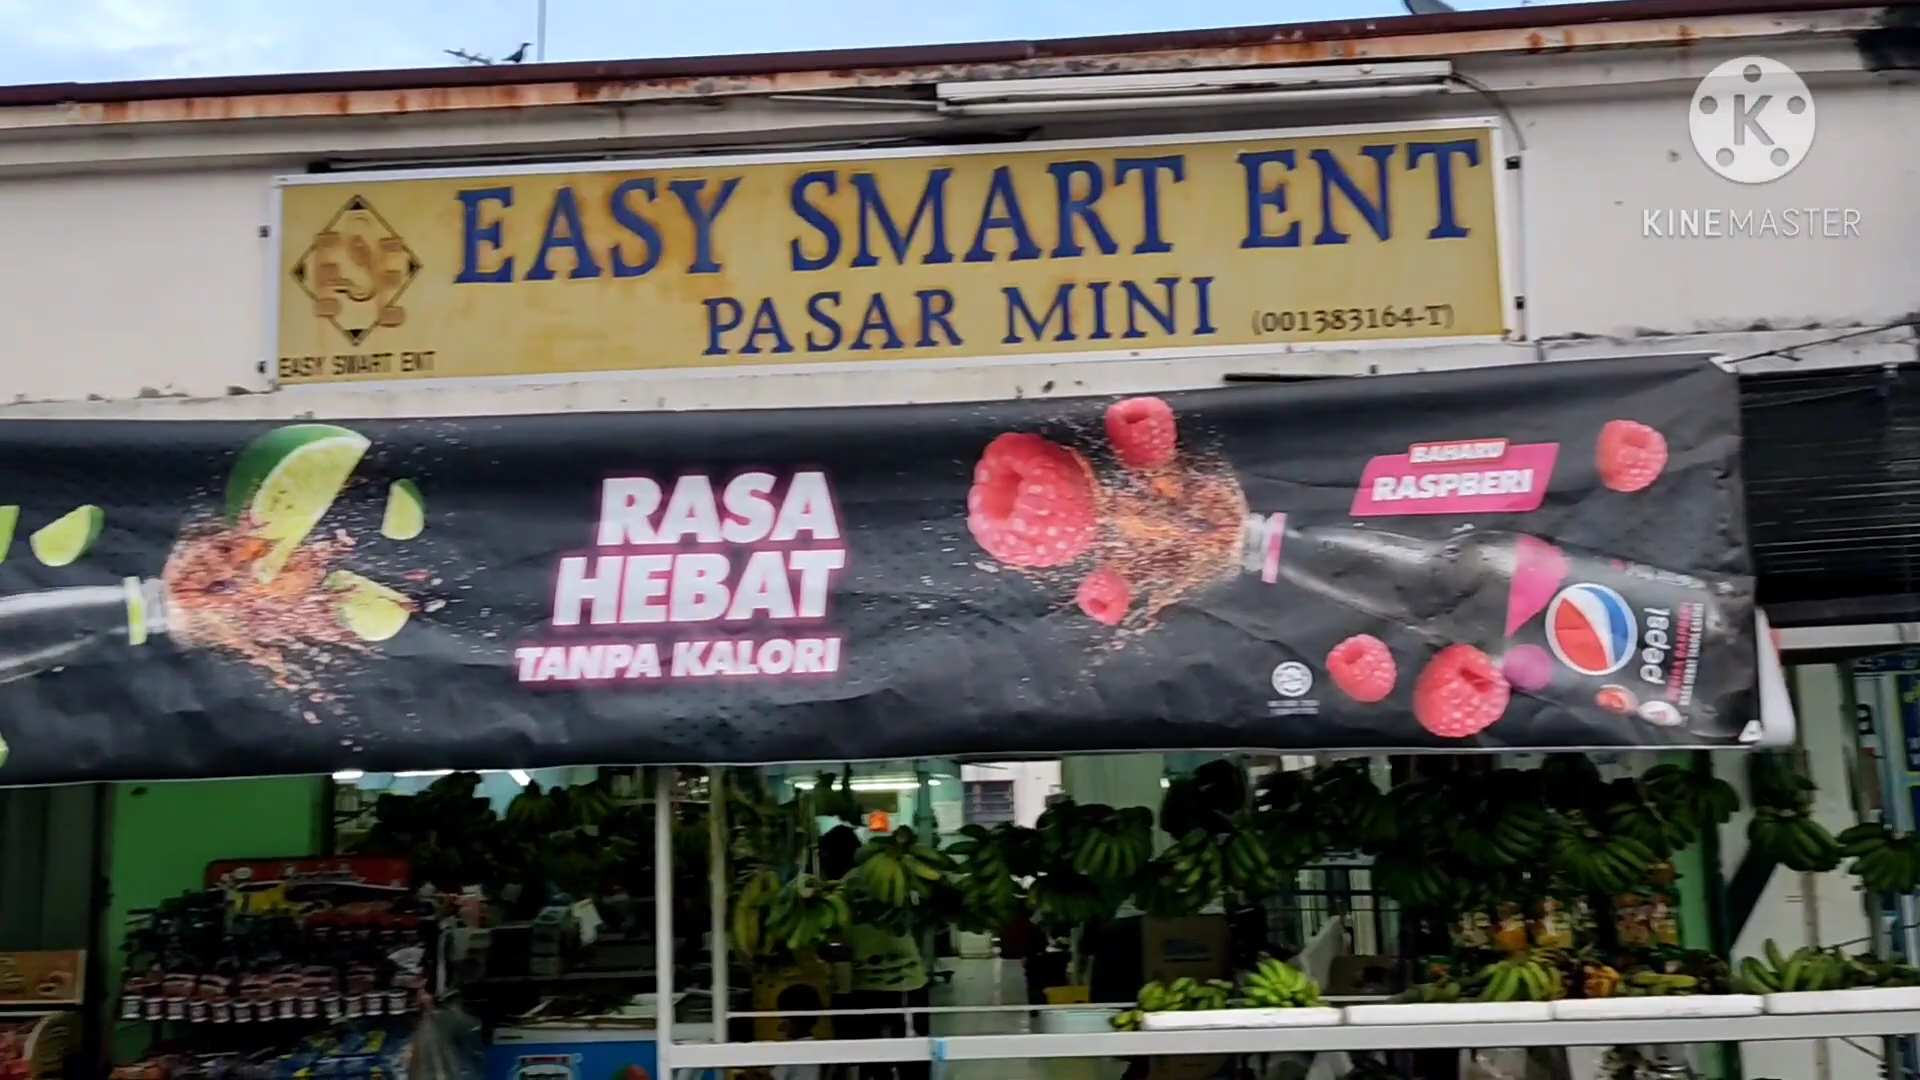 EASY SMART ENT
PASAR MINI (001383164-T)
EASY SMART ENT
K
KINEMASTER
RASA
HEBAT
TANPA KALORI
BAHARU
RASPBERI
pepsi